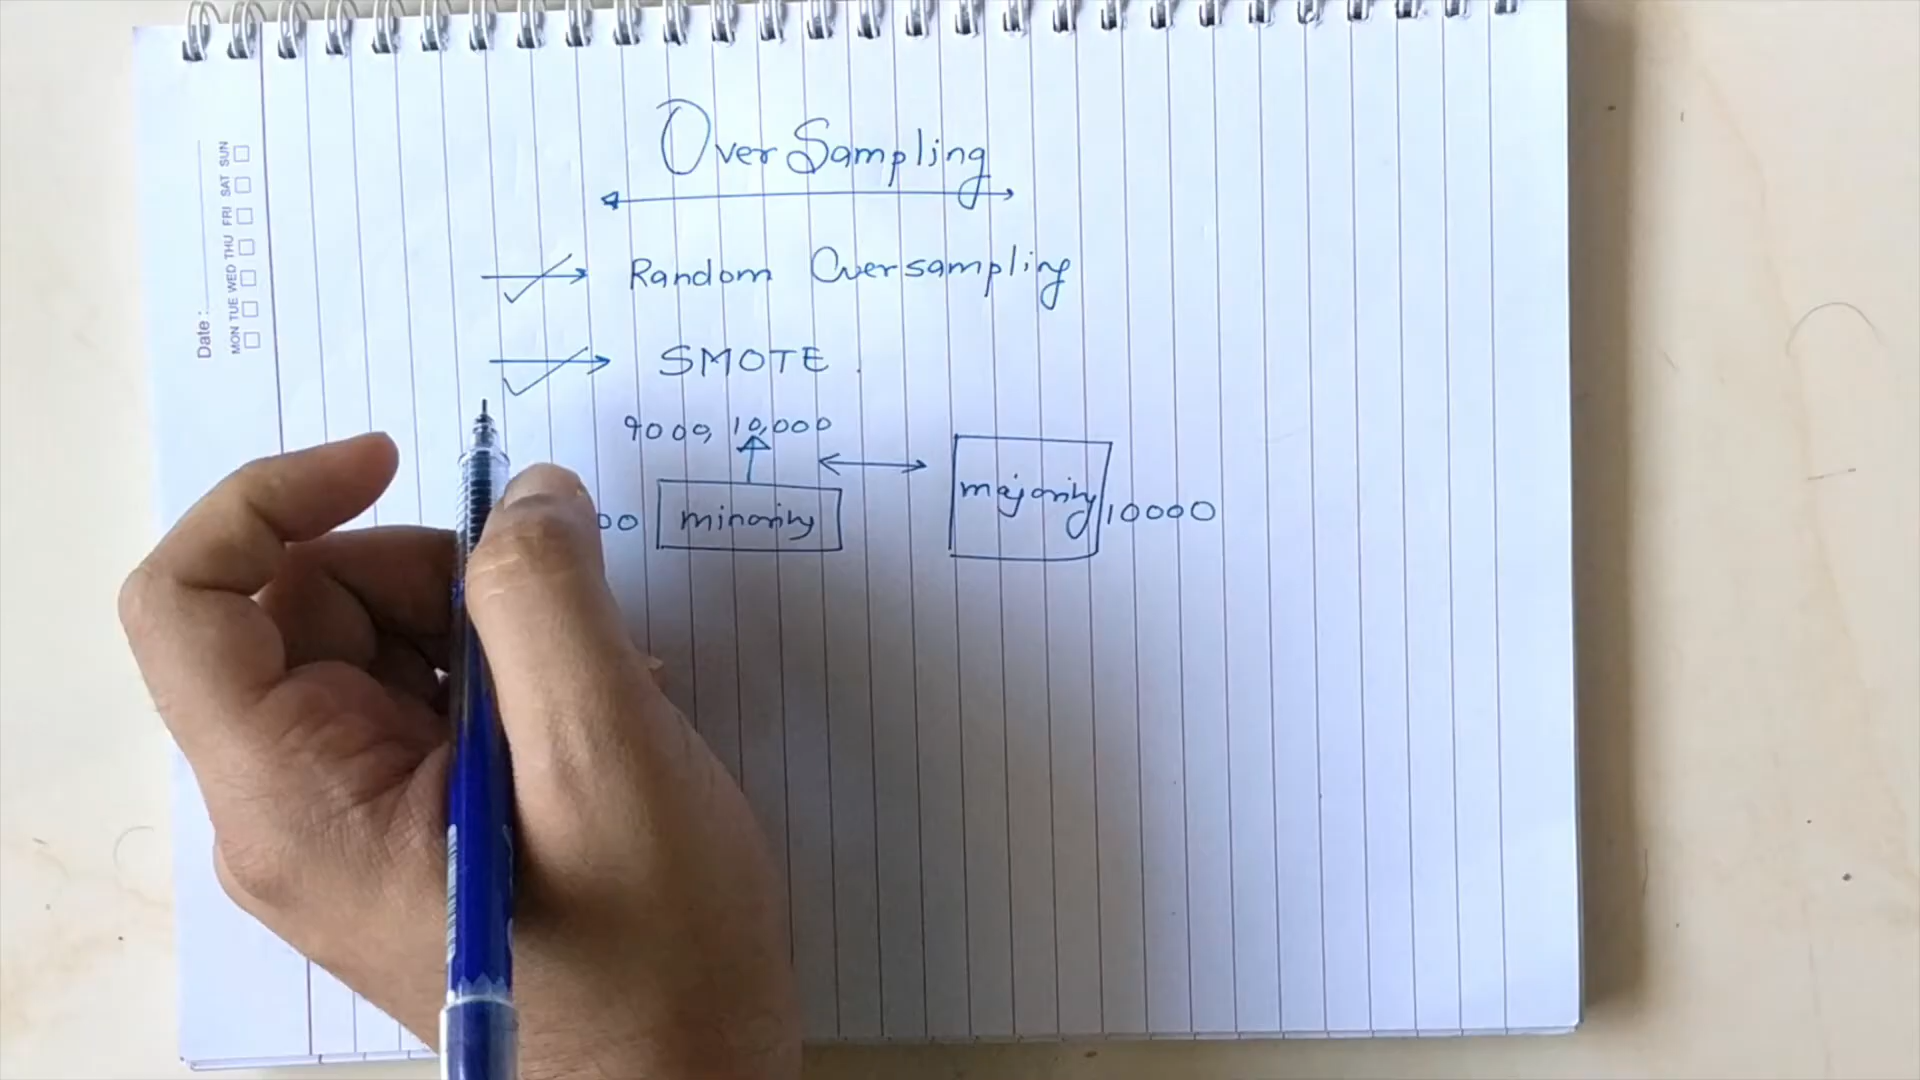 Over Sampling
Random Oversampling
SMOTE.
9000, 10,000
00 minority majority 10000
Date :
MON TUE WED THU FRI SAT SUN